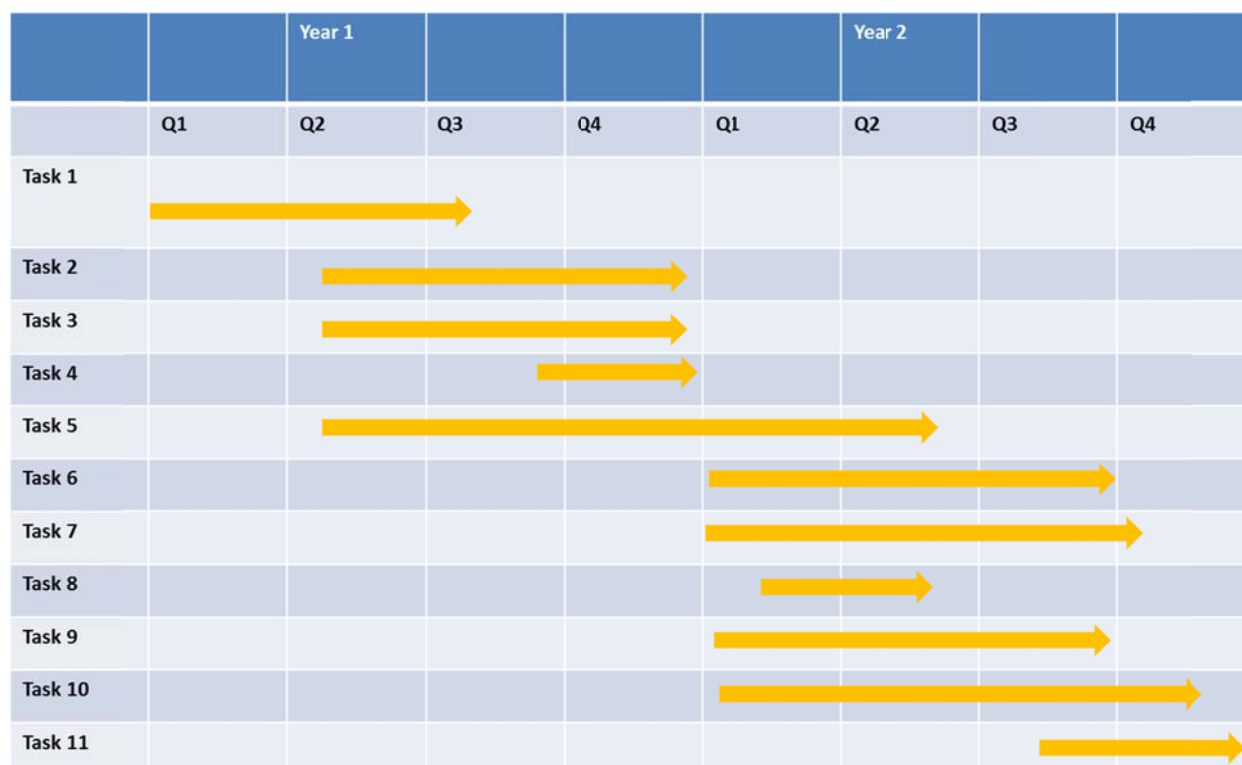 Year 1 Year 2
Q1 Q2 Q3 Q4 Q1 Q2 Q3 Q4
Task 1
Task 2
Task 3
Task 4
Task 5
Task 6
Task 7
Task 8
Task 9
Task 10
Task 11